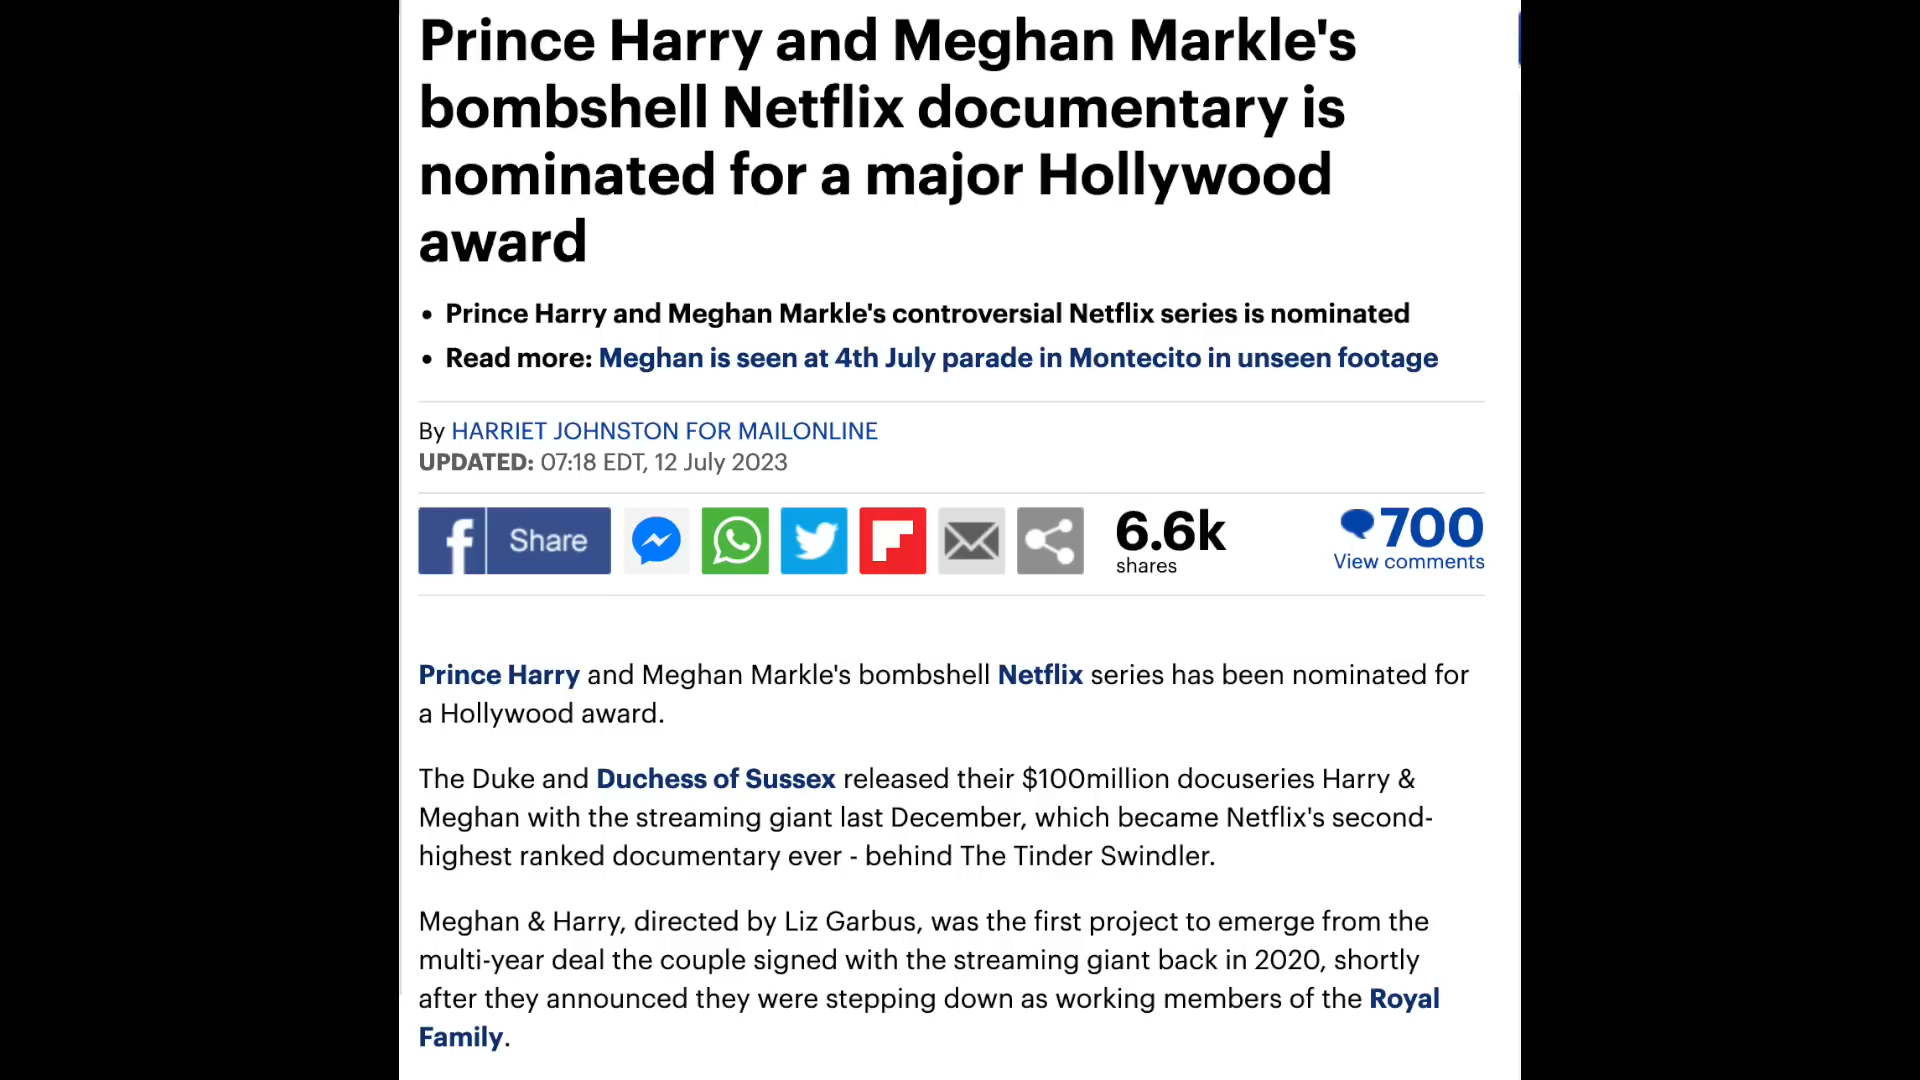 Prince Harry and Meghan Markle's
bombshell Netflix documentary is
nominated for a major Hollywood
award
• Prince Harry and Meghan Markle's controversial Netflix series is nominated
• Read more: Meghan is seen at 4th July parade in Montecito in unseen footage
By HARRIET JOHNSTON FOR MAILONLINE
UPDATED: 07:18 EDT, 12 July 2023
Share
6.6k
shares
700
View comments
Prince Harry and Meghan Markle's bombshell Netflix series has been nominated for
a Hollywood award.
The Duke and Duchess of Sussex released their $100million docuseries Harry &
Meghan with the streaming giant last December, which became Netflix's second-
highest ranked documentary ever - behind The Tinder Swindler.
Meghan & Harry, directed by Liz Garbus, was the first project to emerge from the
multi-year deal the couple signed with the streaming giant back in 2020, shortly
after they announced they were stepping down as working members of the Royal
Family.